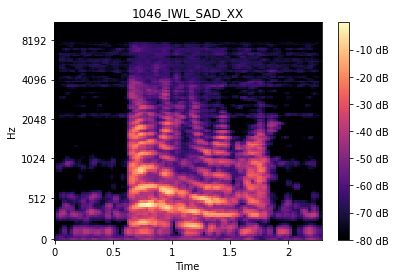 1046_IWL_SAD_XX
8192
4096
2048
1024
512
0
Hz
0
0.5
1
1.5
2
Time
-10 dB
-20 dB
-30 dB
-40 dB
-50 dB
-60 dB
-70 dB
-80 dB